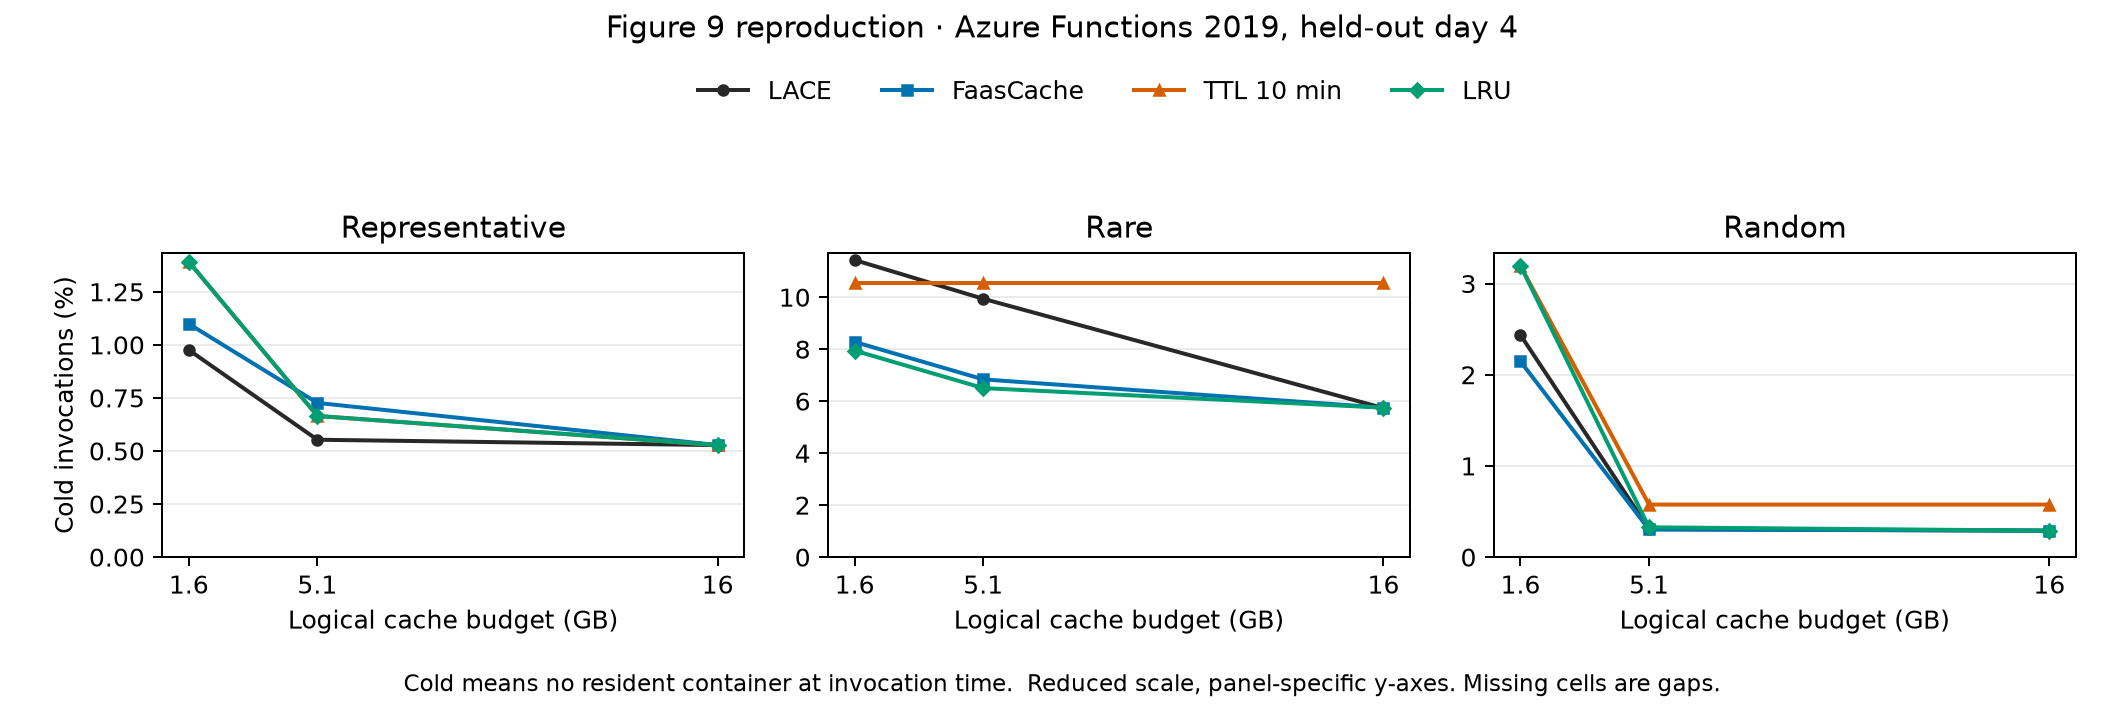 Figure 9 reproduction · Azure Functions 2019, held-out day 4
LACE FaasCache TTL 10 min LRU
Representative
Cold invocations (%)
1.25
1.00
0.75
0.50
0.25
0.00
1.6 5.1 16
Logical cache budget (GB)
Rare
10
8
6
4
2
0
1.6 5.1 16
Logical cache budget (GB)
Random
3
2
1
0
1.6 5.1 16
Logical cache budget (GB)
Cold means no resident container at invocation time.  Reduced scale, panel-specific y-axes. Missing cells are gaps.